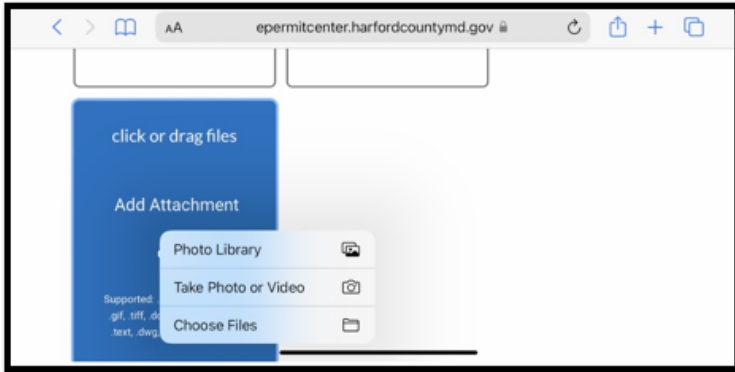 AA epermitcenter.harfordcountymd.gov
click or drag files
Add Attachment
Photo Library
Take Photo or Video
Choose Files
Supported:
.gif, .tiff,
.text, .dwg,